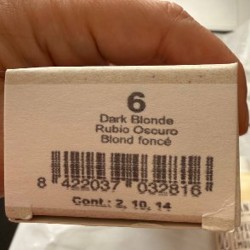 6
Dark Blonde
Rubio Oscuro
Blond foncé
8 422037 032816
Cont.: 2, 10, 14